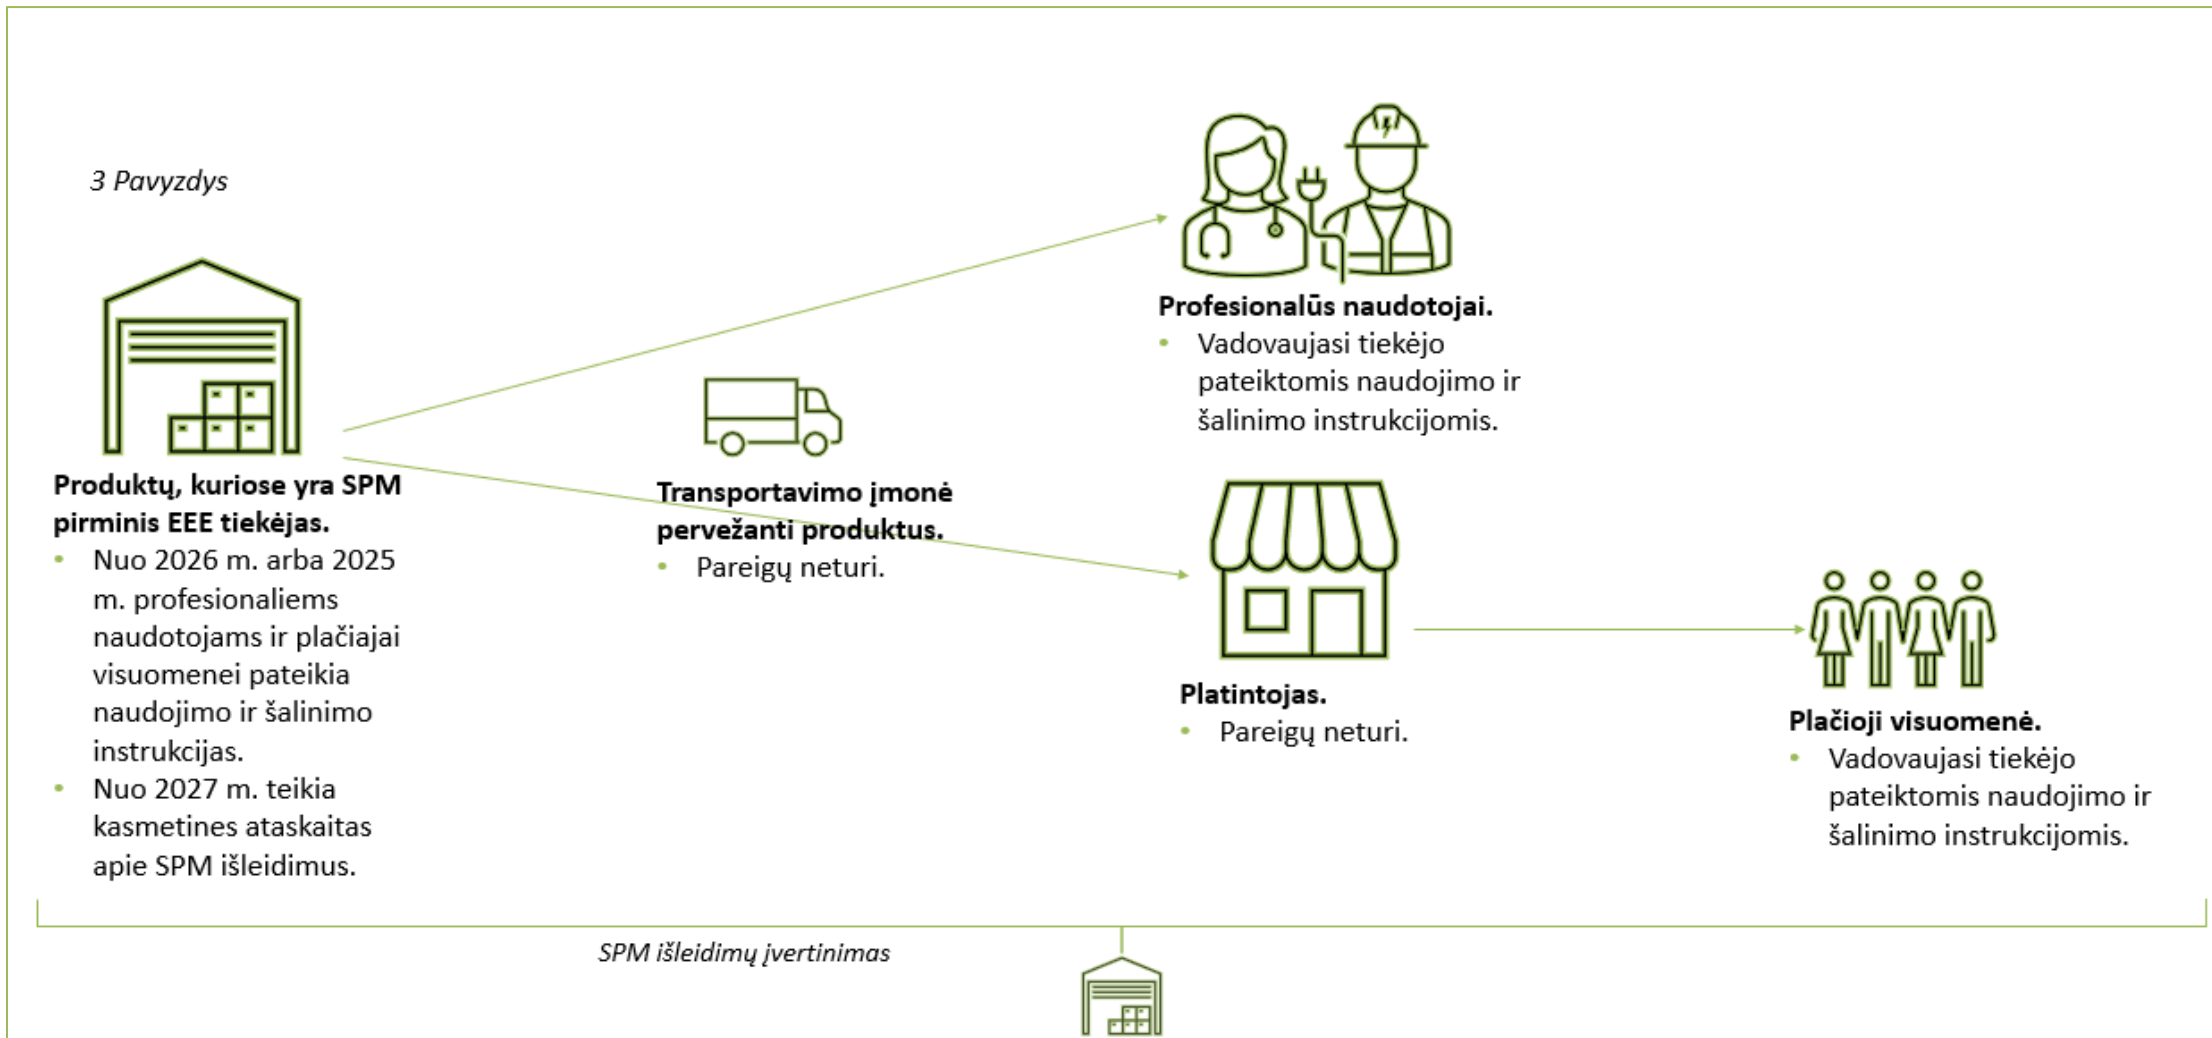 3 Pavyzdys
Produktų, kuriose yra SPM
pirminis EEE tiekėjas.
• Nuo 2026 m. arba 2025
m. profesionaliems
naudotojams ir plačiajai
visuomenei pateikia
naudojimo ir šalinimo
instrukcijas.
• Nuo 2027 m. teikia
kasmetines ataskaitas
apie SPM išleidimus.
Transportavimo įmonė
pervežanti produktus.
• Pareigų neturi.
Profesionalūs naudotojai.
• Vadovaujasi tiekėjo
pateiktomis naudojimo ir
šalinimo instrukcijomis.
Platintojas.
• Pareigų neturi.
Plačioji visuomenė.
• Vadovaujasi tiekėjo
pateiktomis naudojimo ir
šalinimo instrukcijomis.
SPM išleidimų įvertinimas